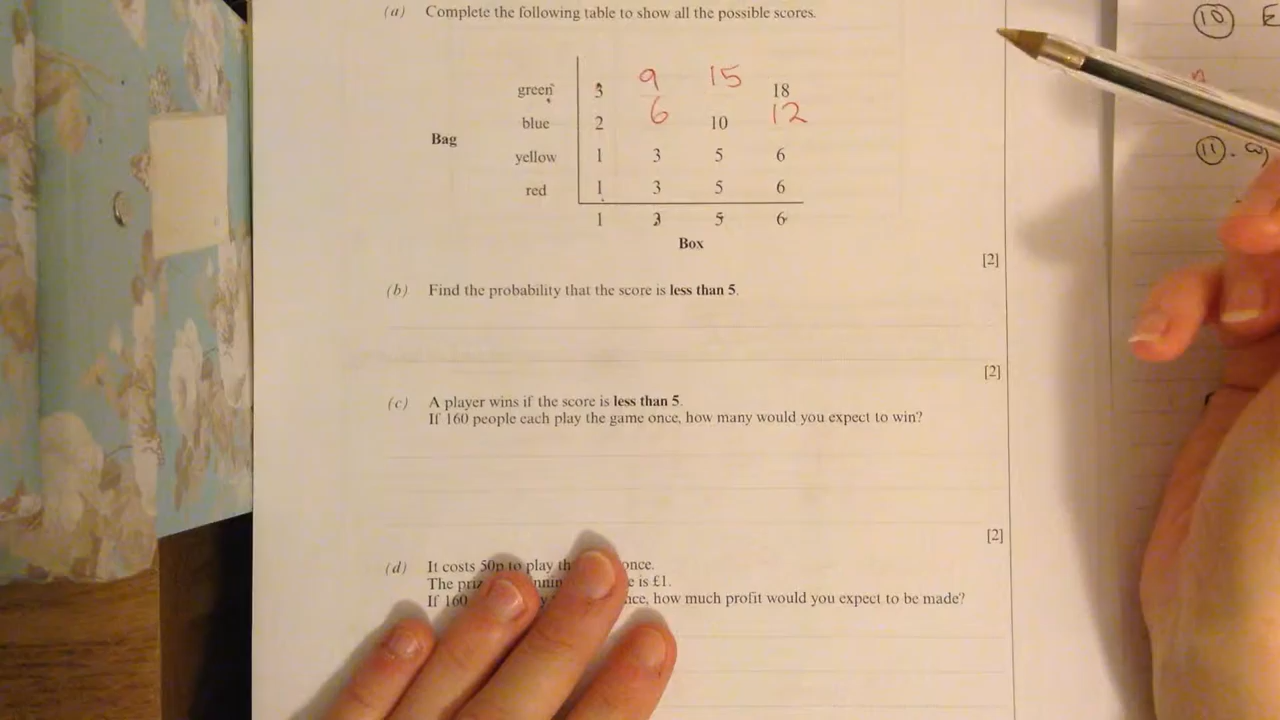 (a) Complete the following table to show all the possible scores.
green 3 9 15 18
blue 2 6 10 12
Bag
yellow 1 3 5 6
red 1 3 5 6
1 3 5 6
Box
[2]
(b) Find the probability that the score is less than 5.
[2]
(c) A player wins if the score is less than 5.
If 160 people each play the game once, how many would you expect to win?
[2]
(d) It costs 50p to play once.
The is £1.
If 160 how much profit would you expect to be made?
10
11. a)